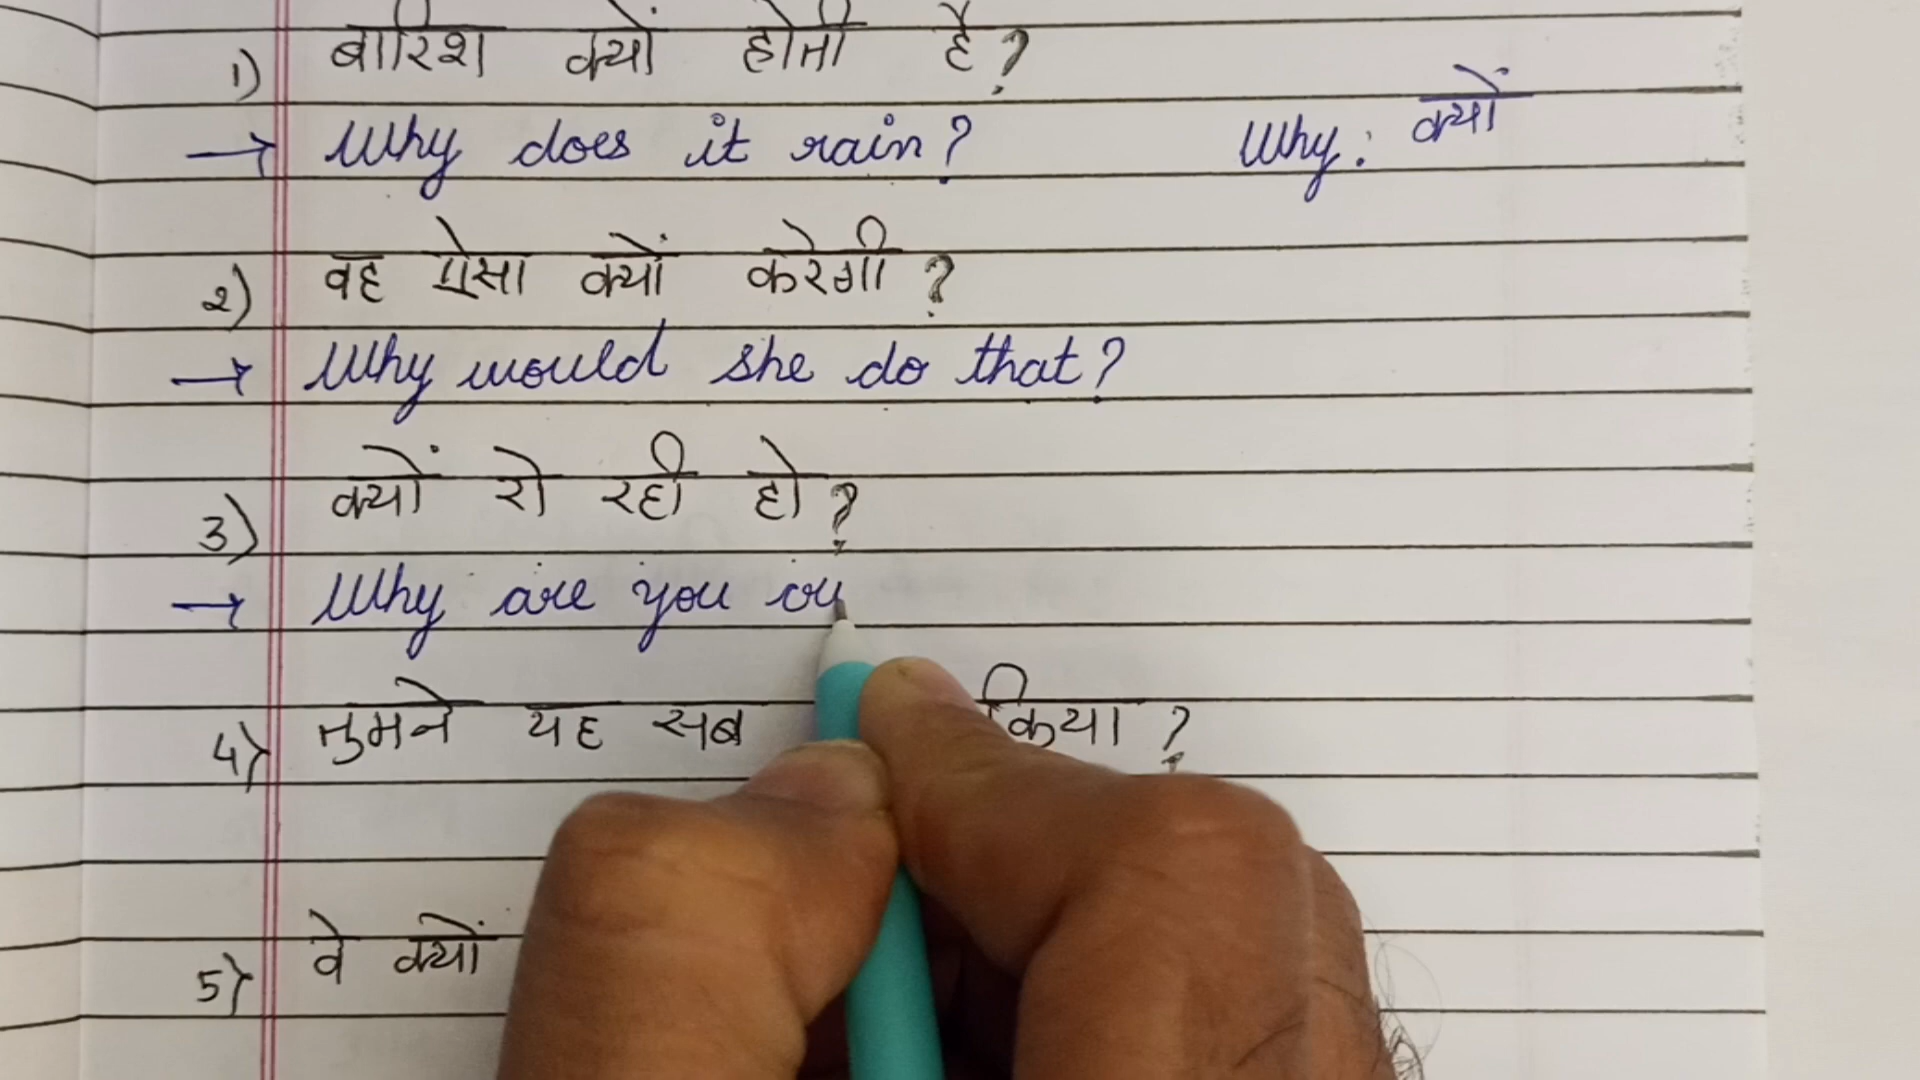 1) बारिश क्यों होती है?
→ Why does it rain? Why: क्यों
2) वह ऐसा क्यों करेगी?
→ Why would she do that?
3) क्यों रो रही हो?
→ Why are you
4) तुमने यह सब किया?
5) वे क्यों